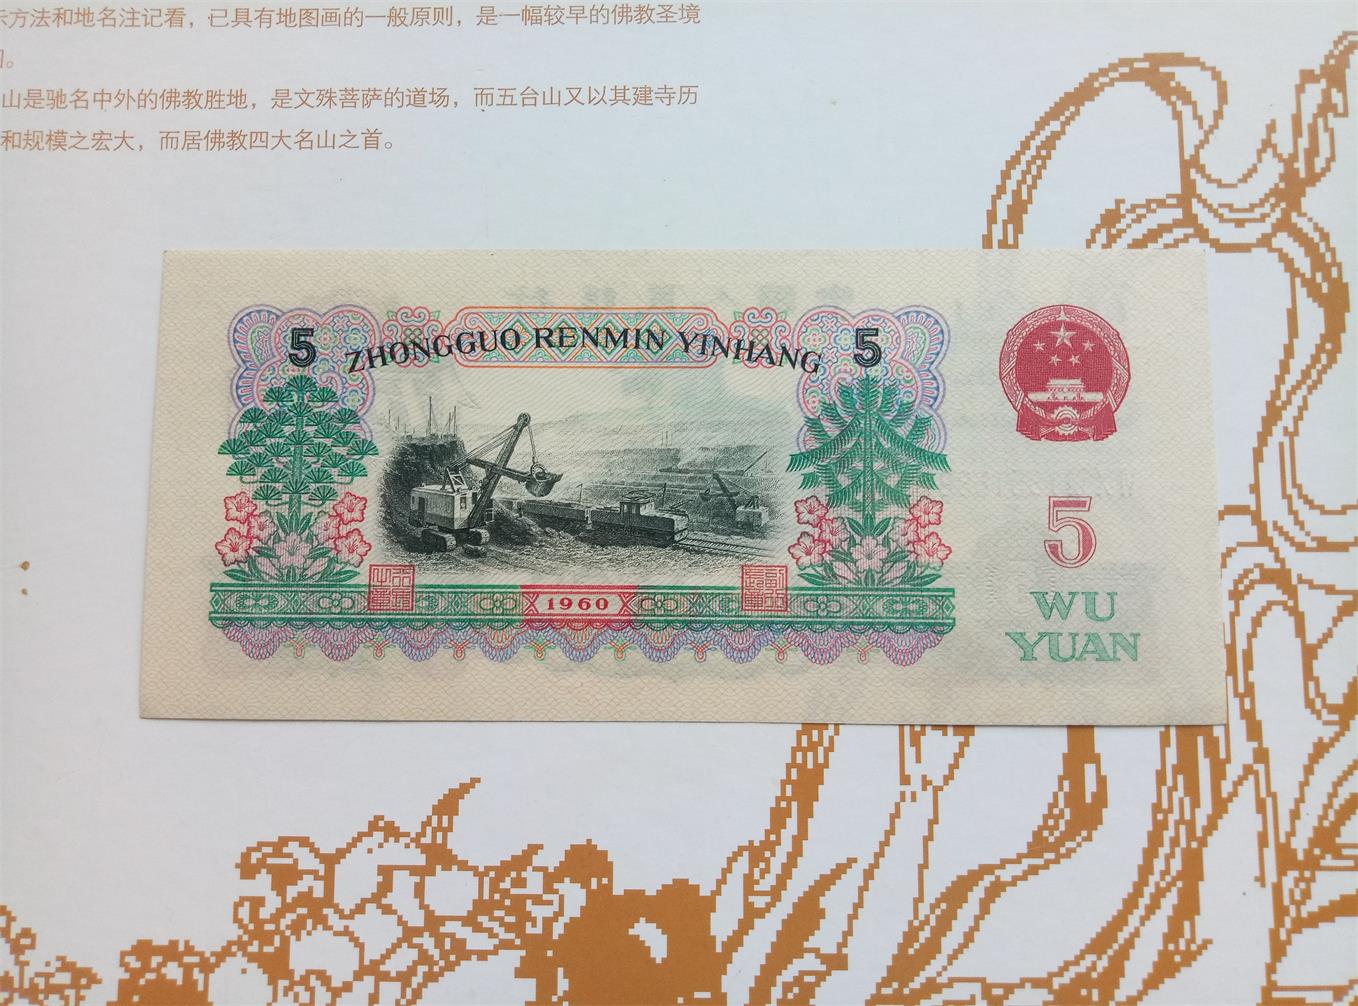 方法和地名注记看，已具有地图画的一般原则，是一幅较早的佛教圣境
山是驰名中外的佛教胜地，是文殊菩萨的道场，而五台山又以其建寺历
和规模之宏大，而居佛教四大名山之首。
5 ZHONGGUO RENMIN YINHANG 5
1960
5
WU
YUAN